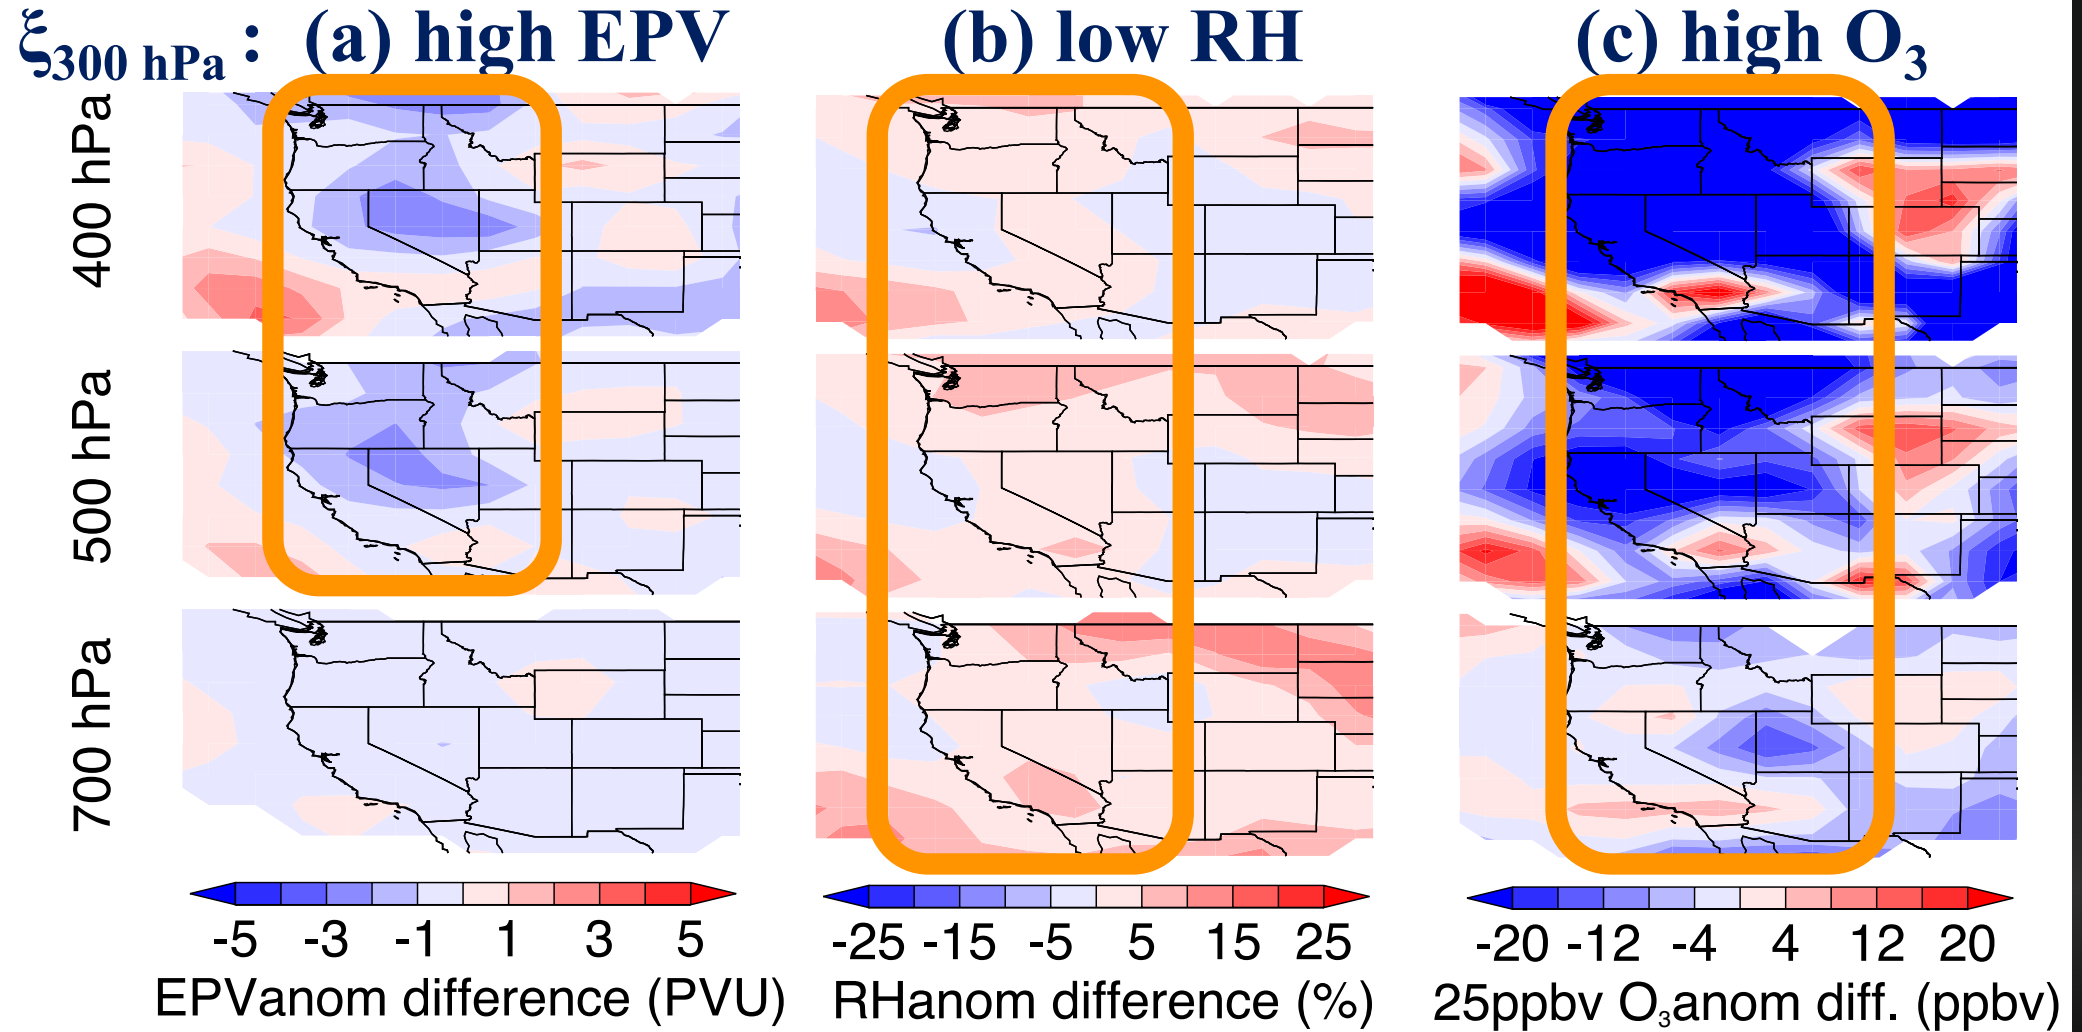 ξ300 hPa : (a) high EPV (b) low RH (c) high O3
400 hPa
500 hPa
700 hPa
-5 -3 -1 1 3 5
EPVanom difference (PVU)
-25 -15 -5 5 15 25
RHanom difference (%)
-20 -12 -4 4 12 20
25ppbv O3anom diff. (ppbv)